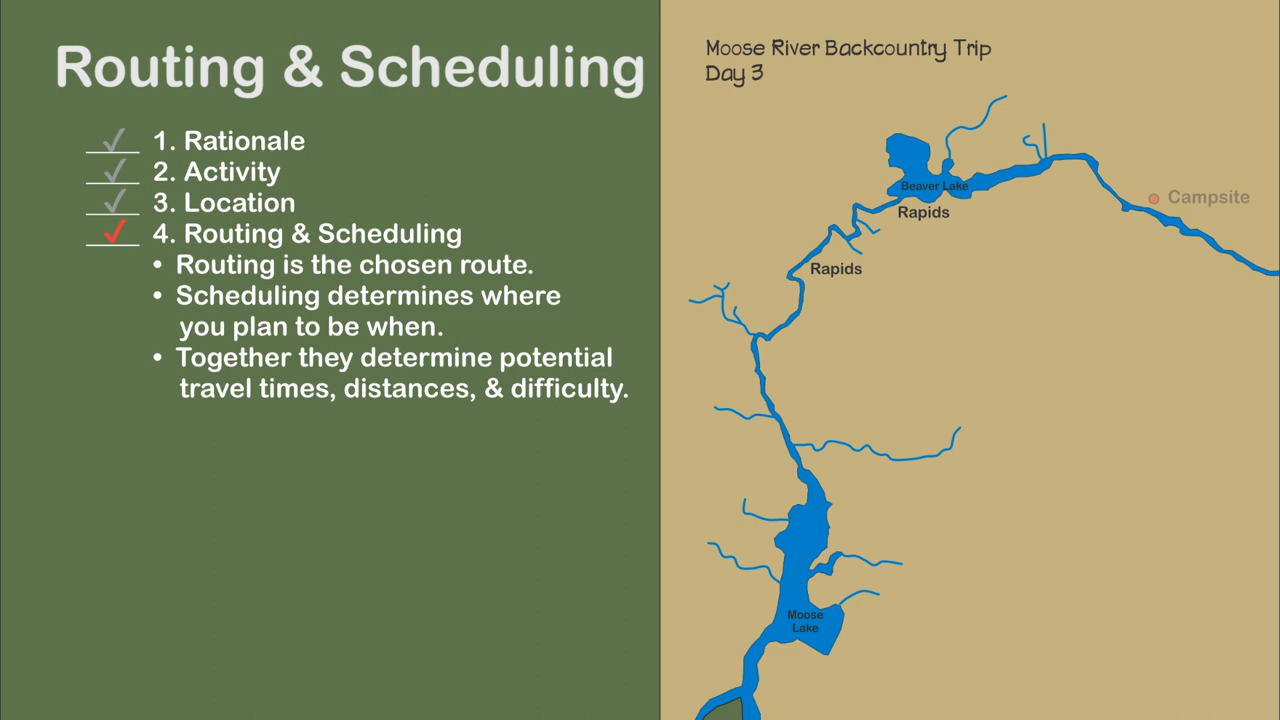 Routing & Scheduling
✓ 1. Rationale
✓ 2. Activity
✓ 3. Location
✓ 4. Routing & Scheduling
• Routing is the chosen route.
• Scheduling determines where
you plan to be when.
• Together they determine potential
travel times, distances, & difficulty.
Moose River Backcountry Trip
Day 3
Beaver Lake
Campsite
Rapids
Rapids
Moose
Lake